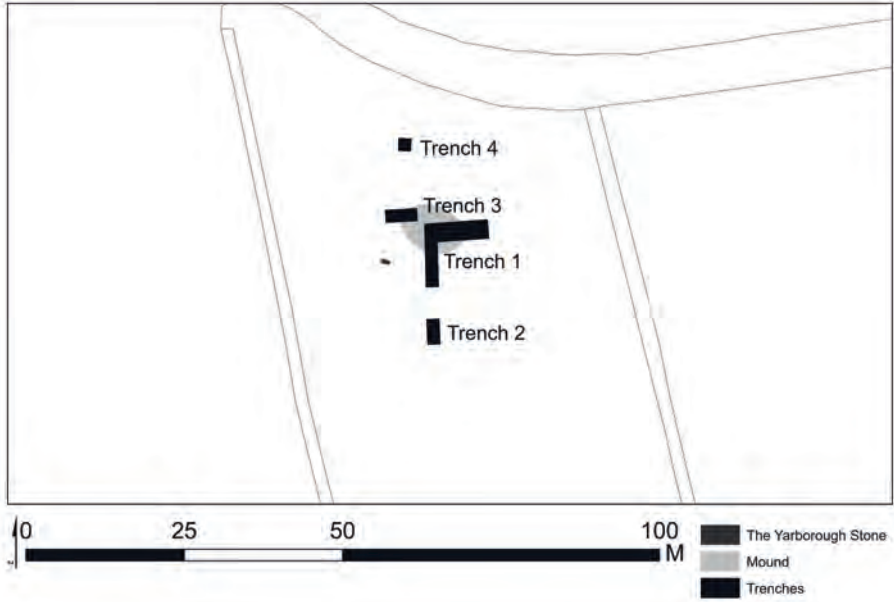 Trench 4
Trench 3
Trench 1
Trench 2
0 25 50 100
M
The Yarborough Stone
Mound
Trenches